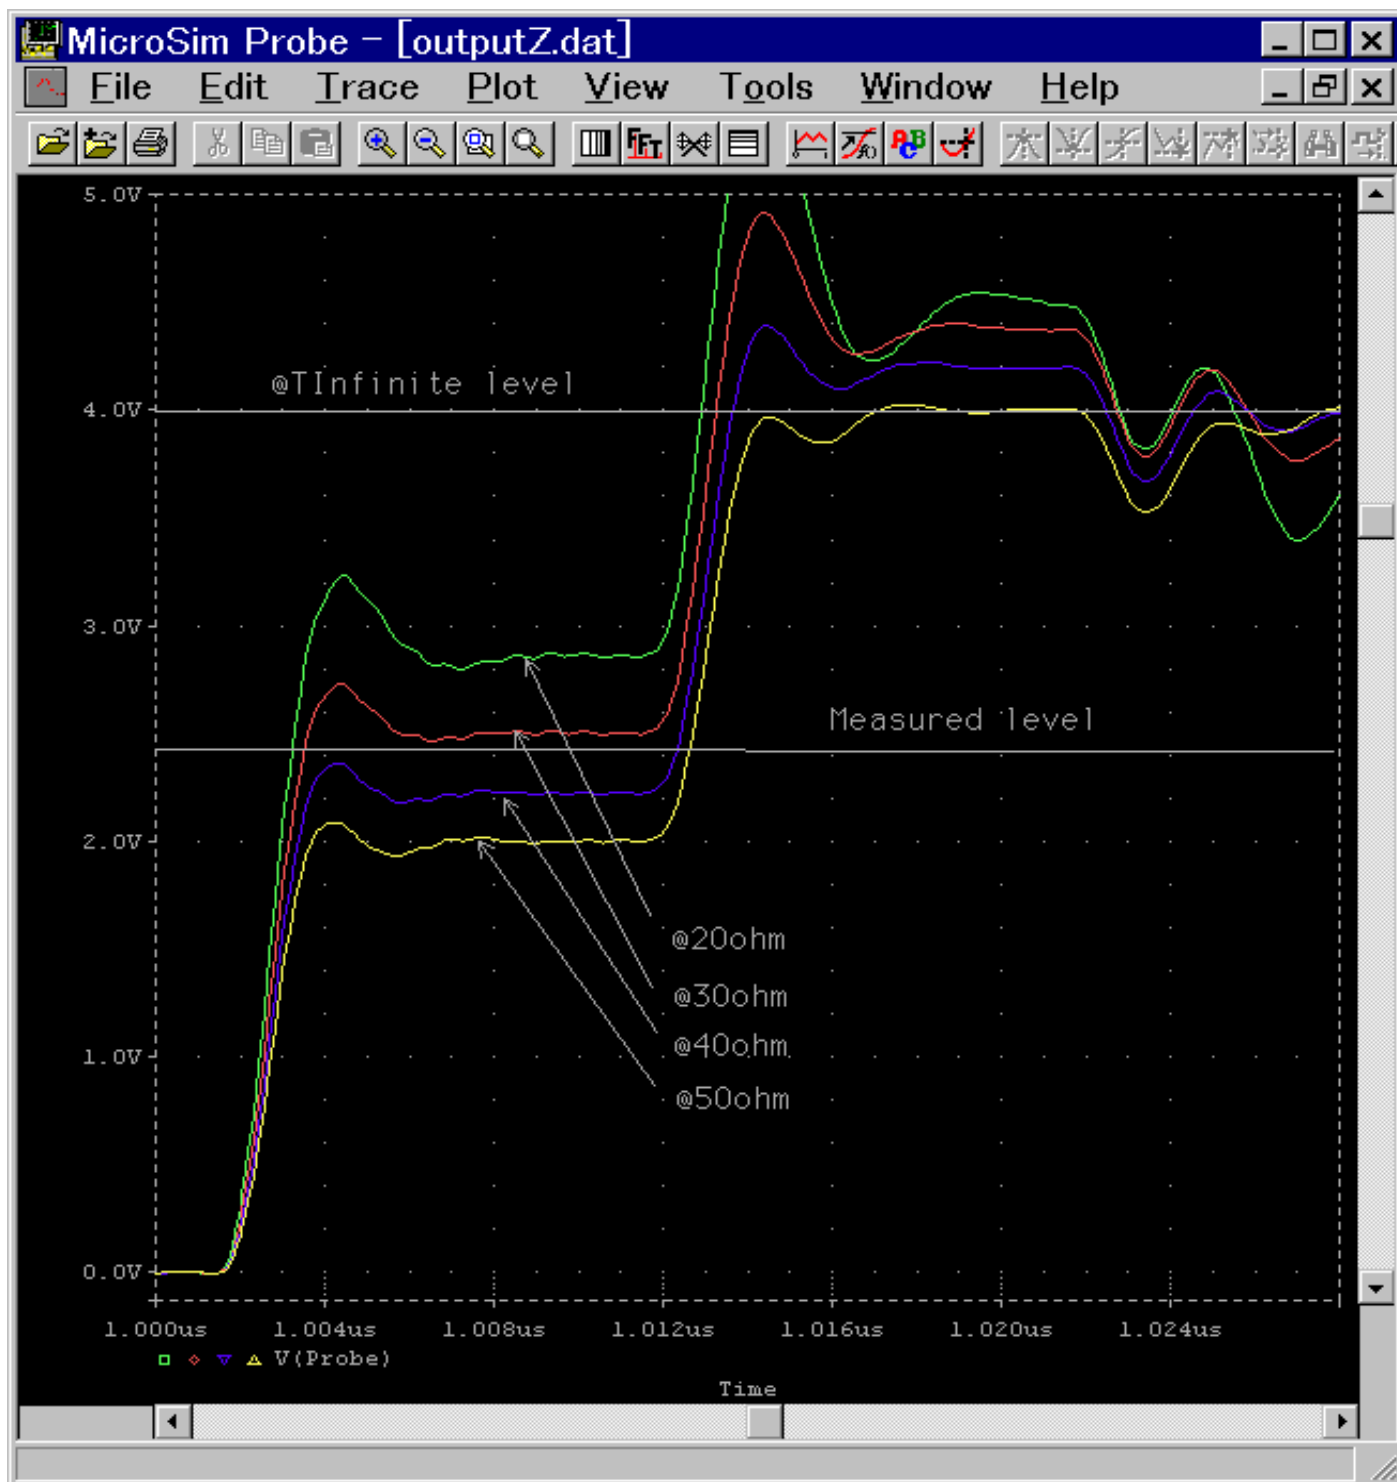 MicroSim Probe - [outputZ.dat]
File Edit Trace Plot View Tools Window Help
FFT
ABC
5.0V
@TInfinite level
4.0V
3.0V
Measured level
2.0V
@20ohm
@30ohm
@40ohm
1.0V
@50ohm
0.0V
1.000us 1.004us 1.008us 1.012us 1.016us 1.020us 1.024us
V(Probe)
Time